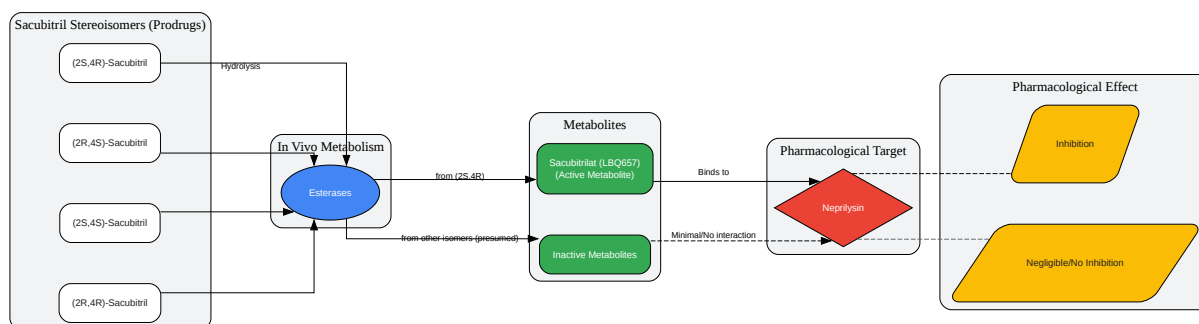 Sacubitril Stereoisomers (Prodrugs)
(2S,4R)-Sacubitril
(2R,4S)-Sacubitril
(2S,4S)-Sacubitril
(2R,4R)-Sacubitril
Hydrolysis
In Vivo Metabolism
Esterases
from (2S,4R)
from other isomers (presumed)
Metabolites
Sacubitrilat (LBQ657)
(Active Metabolite)
Inactive Metabolites
Binds to
Minimal/No interaction
Pharmacological Target
Neprilysin
Pharmacological Effect
Inhibition
Negligible/No Inhibition